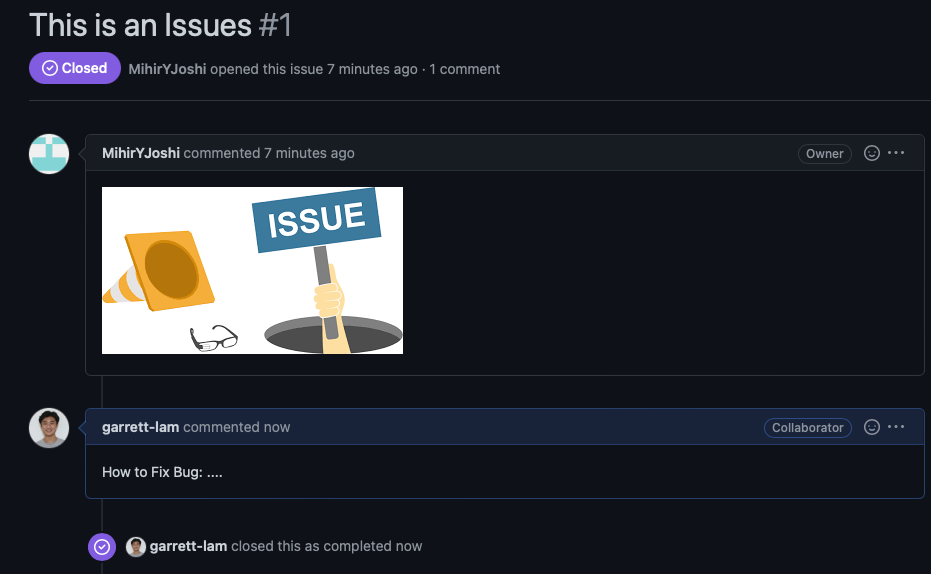 This is an Issues #1
Closed MihirYJoshi opened this issue 7 minutes ago · 1 comment
MihirYJoshi commented 7 minutes ago Owner
ISSUE
garrett-lam commented now Collaborator
How to Fix Bug: ....
garrett-lam closed this as completed now